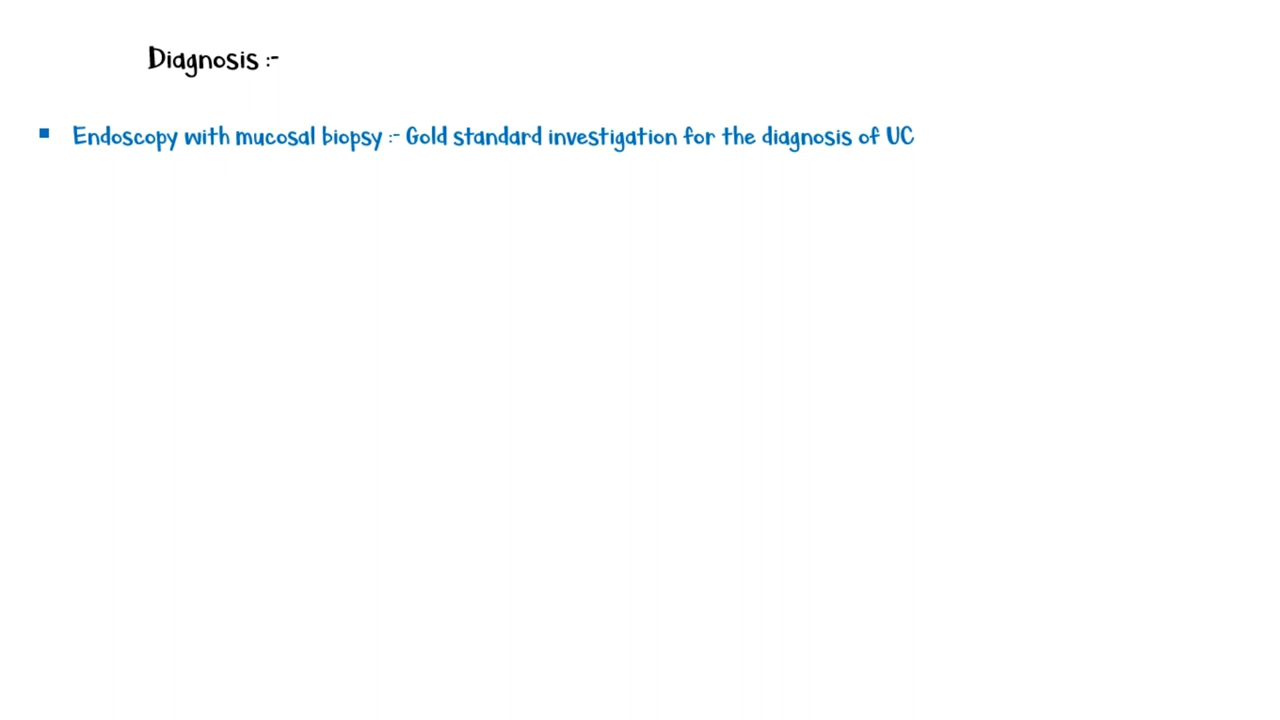 Diagnosis :-
▪ Endoscopy with mucosal biopsy :- Gold standard investigation for the diagnosis of UC